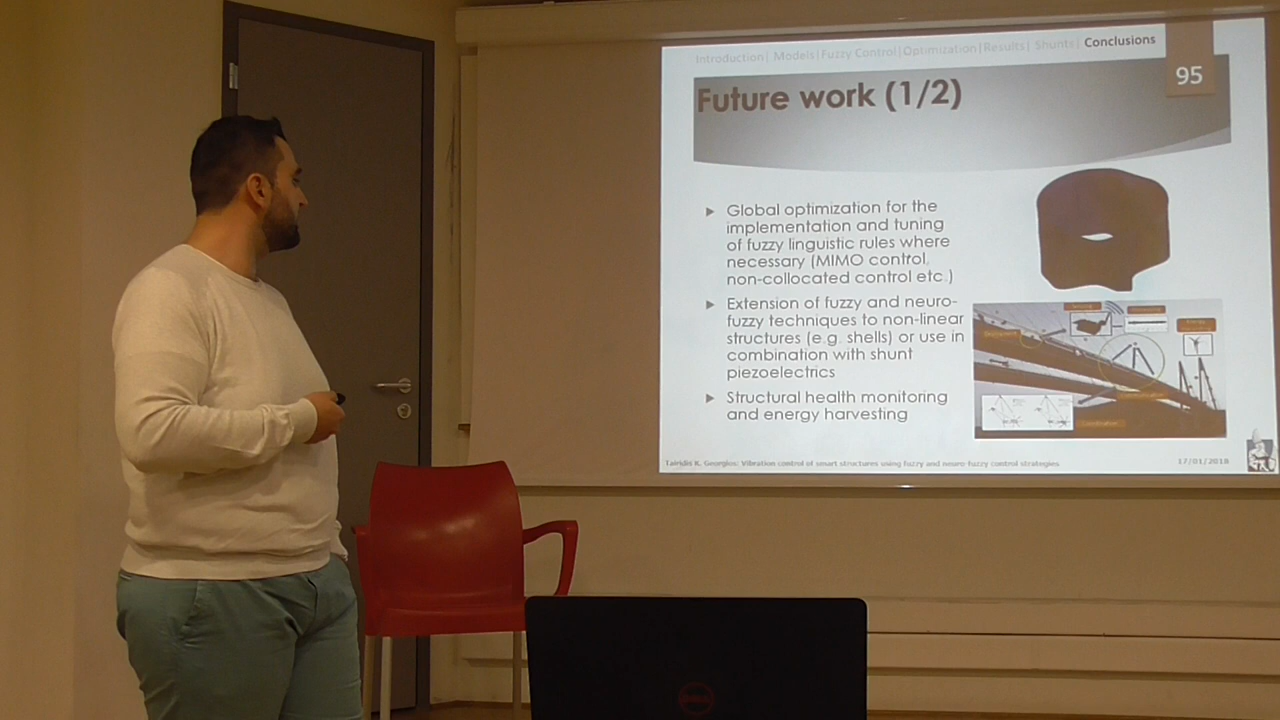 Introduction| Models|Fuzzy Control|Optimization|Results| Shunts| Conclusions
95
Future work (1/2)
Global optimization for the
implementation and tuning
of fuzzy linguistic rules where
necessary (MIMO control,
non-collocated control etc.)
Extension of fuzzy and neuro-
fuzzy techniques to non-linear
structures (e.g. shells) or use in
combination with shunt
piezoelectrics
Structural health monitoring
and energy harvesting
Tairidis K. Georgios: Vibration control of smart structures using fuzzy and neuro-fuzzy control strategies
17/01/2018
DELL